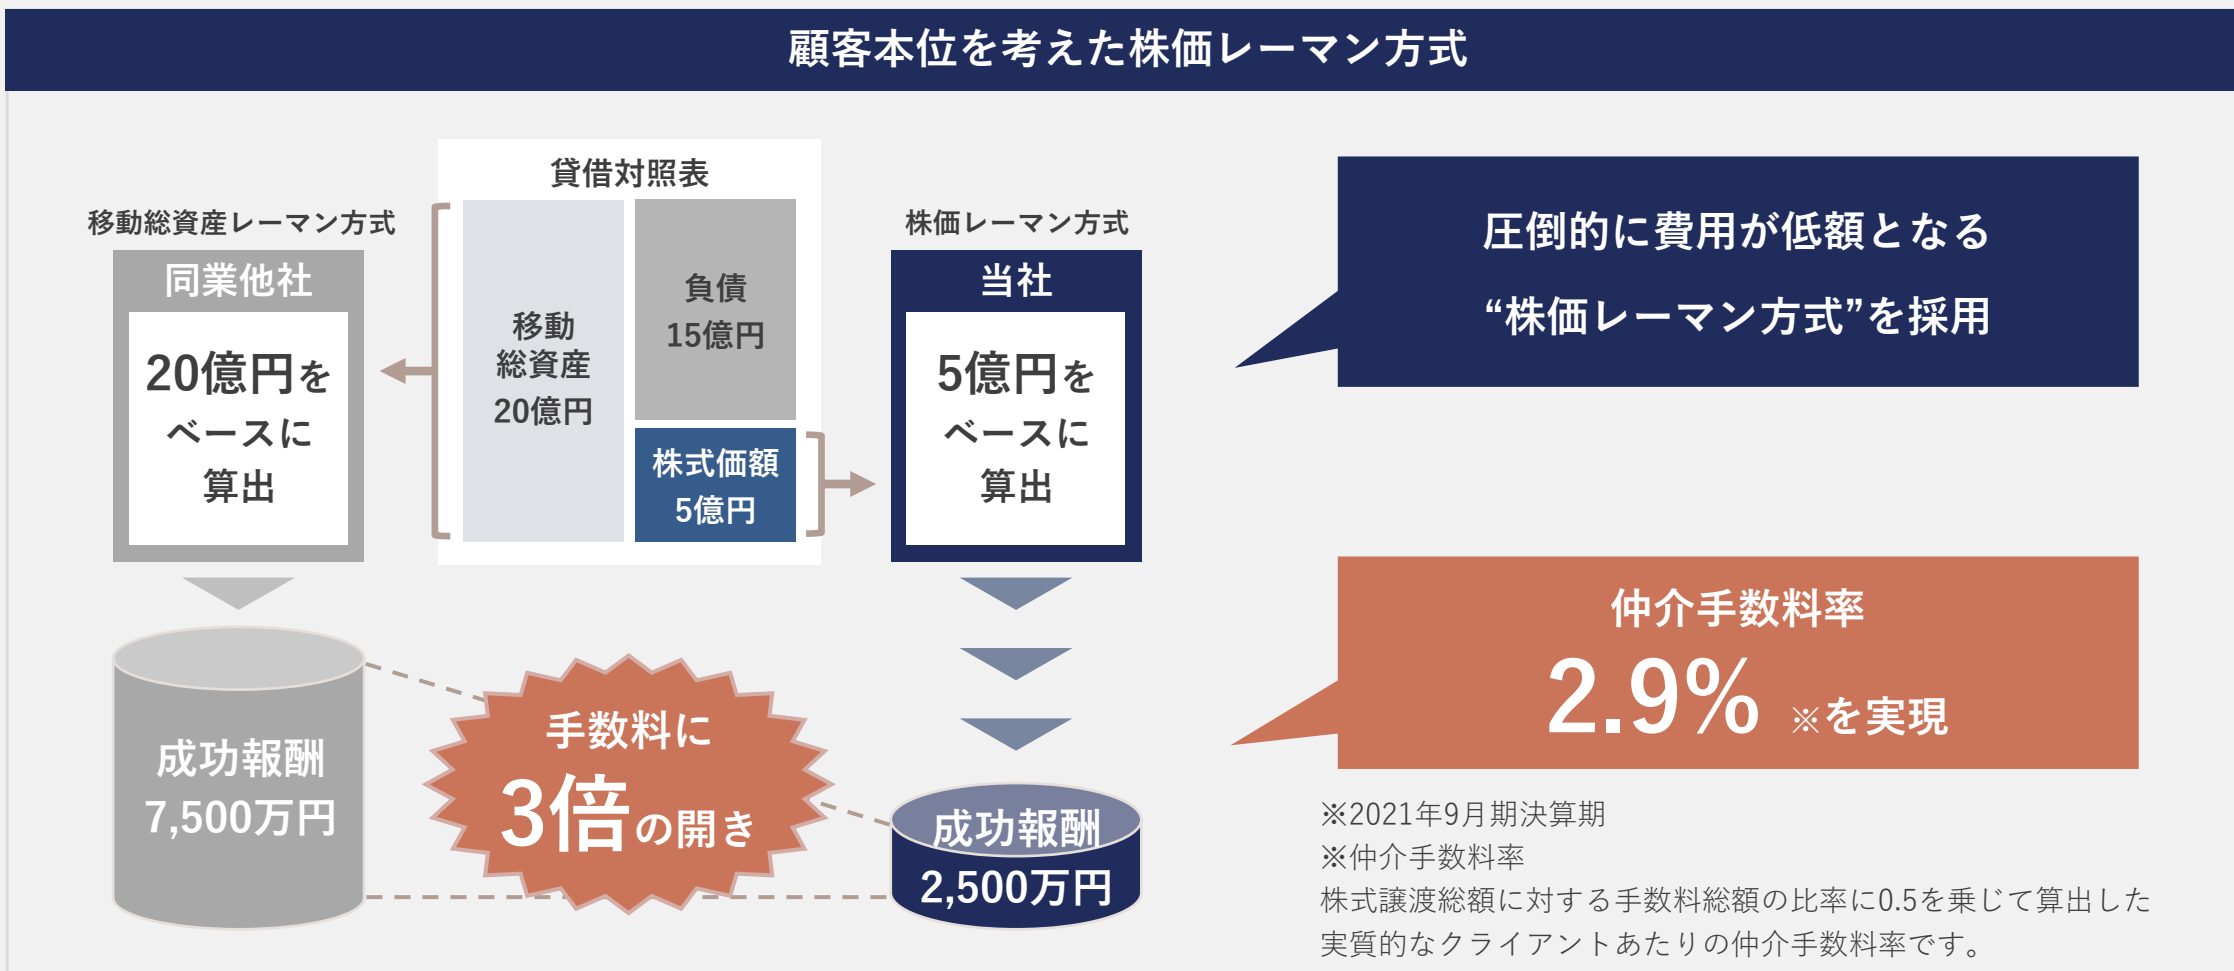 顧客本位を考えた株価レーマン方式
貸借対照表
移動総資産レーマン方式
同業他社
20億円を
ベースに
算出
移動
総資産
20億円
負債
15億円
株式価額
5億円
株価レーマン方式
当社
5億円を
ベースに
算出
成功報酬
7,500万円
手数料に
3倍の開き
成功報酬
2,500万円
圧倒的に費用が低額となる
“株価レーマン方式”を採用
仲介手数料率
2.9% ※を実現
※2021年9月期決算期
※仲介手数料率
株式譲渡総額に対する手数料総額の比率に0.5を乗じて算出した
実質的なクライアントあたりの仲介手数料率です。